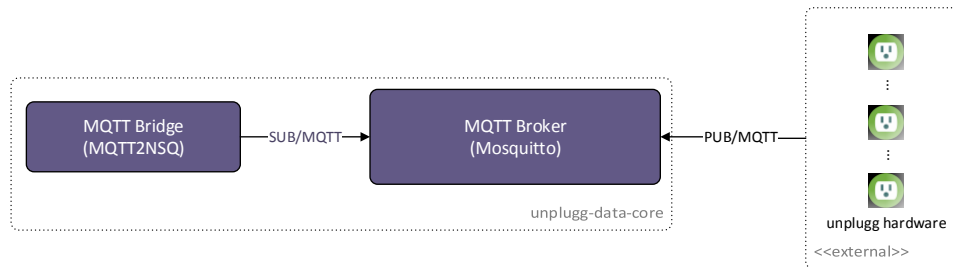 MQTT Bridge
(MQTT2NSQ)
SUB/MQTT
MQTT Broker
(Mosquitto)
PUB/MQTT
unplugg-data-core
unplugg hardware
<<external>>